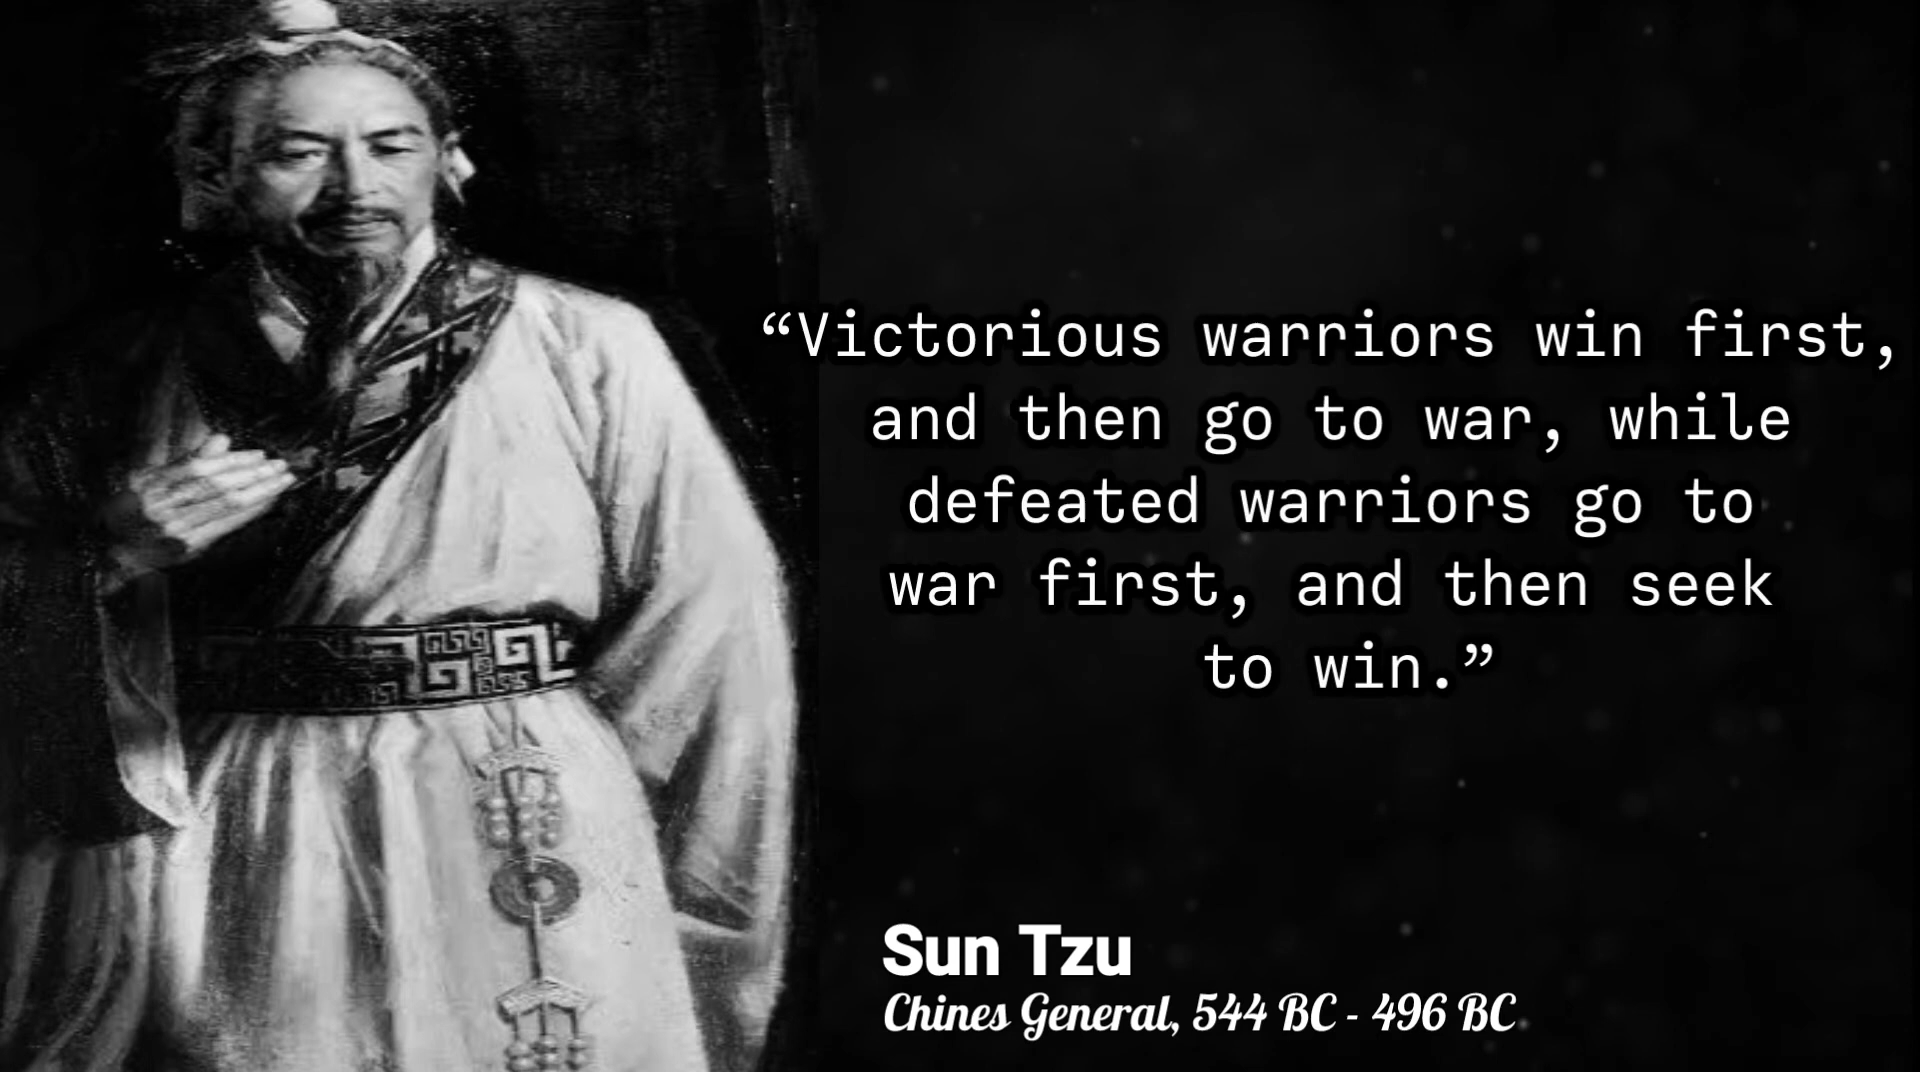 “Victorious warriors win first,
and then go to war, while
defeated warriors go to
war first, and then seek
to win.”
Sun Tzu
Chines General, 544 BC - 496 BC